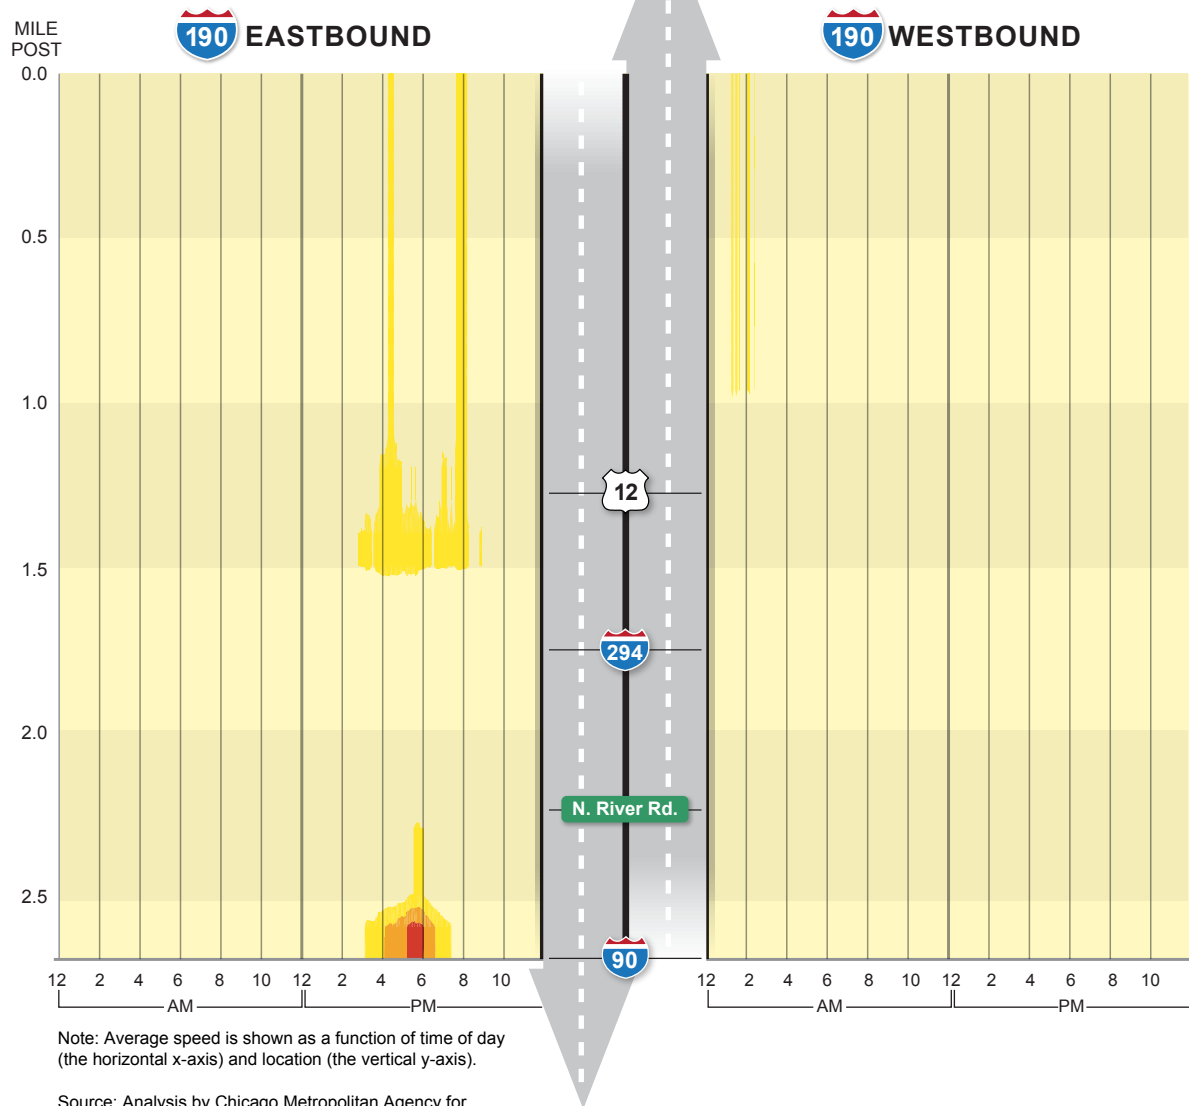 MILE
POST
190 EASTBOUND
190 WESTBOUND
0.0
0.5
1.0
12
1.5
294
2.0
N. River Rd.
2.5
90
12 2 4 6 8 10 12 2 4 6 8 10
12 2 4 6 8 10 12 2 4 6 8 10
AM PM
AM PM
Note: Average speed is shown as a function of time of day
(the horizontal x-axis) and location (the vertical y-axis).
Source: Analysis by Chicago Metropolitan Agency for